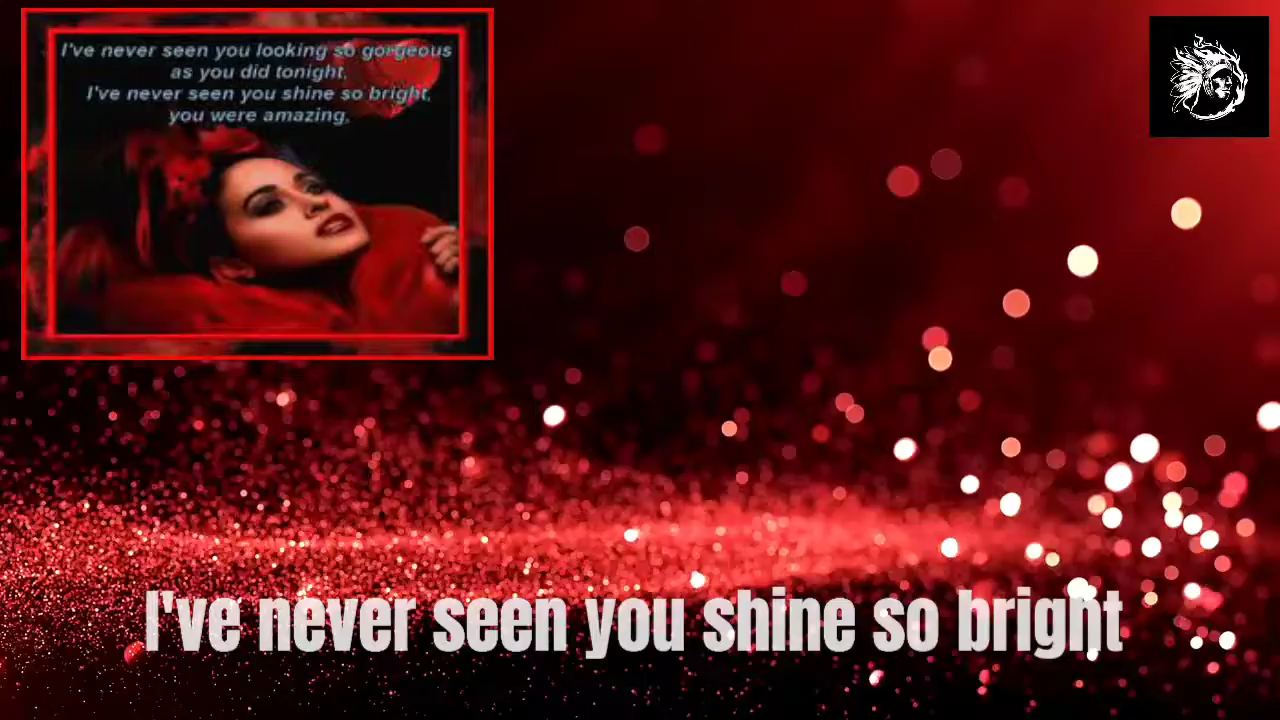 I've never seen you looking so gorgeous
as you did tonight,
I've never seen you shine so bright,
you were amazing,
I've never seen you shine so bright